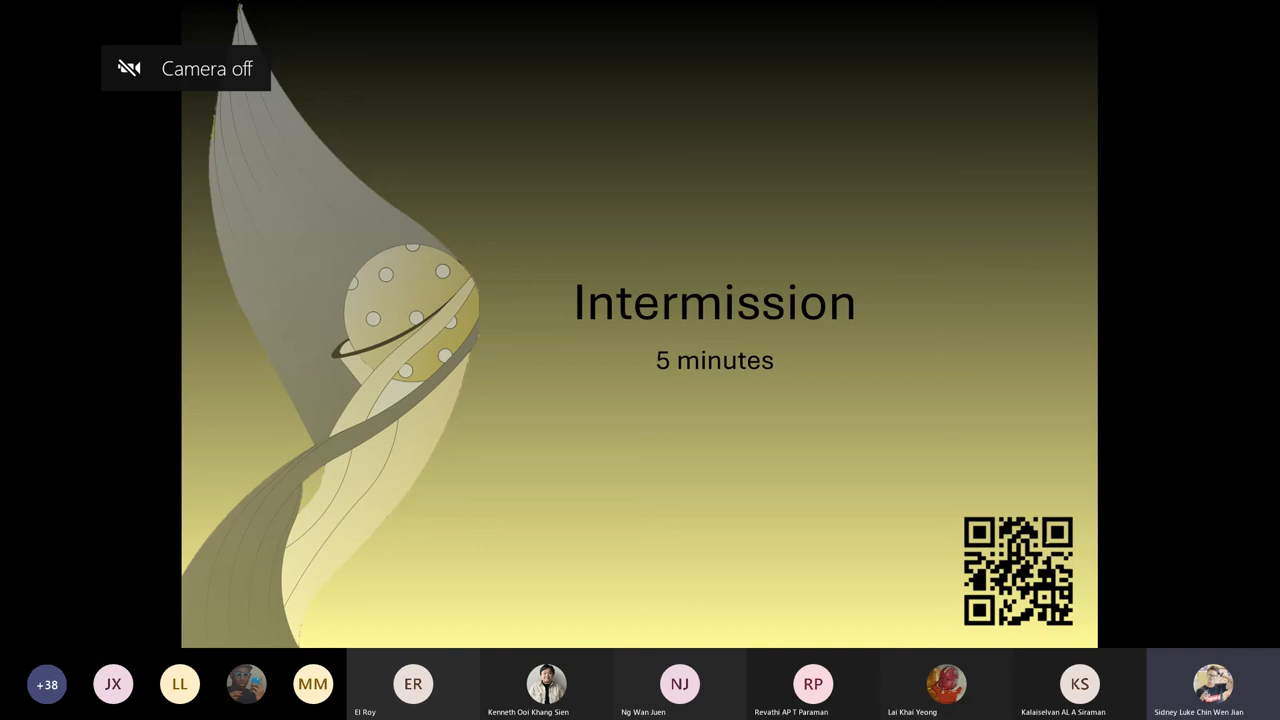 Camera off
Intermission
5 minutes
+38
JX
LL
MM
ER
NJ
RP
KS
El Roy
Kenneth Ooi Khang Sien
Ng Wan Juen
Revathi AP T Paraman
Lai Khai Yeong
Kalaiselvan AL A Siraman
Sidney Luke Chin Wen Jian